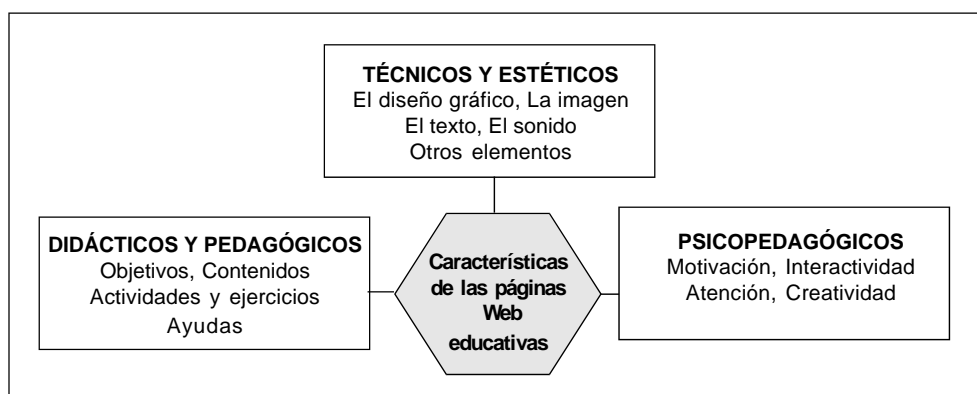 TÉCNICOS Y ESTÉTICOS
El diseño gráfico, La imagen
El texto, El sonido
Otros elementos
DIDÁCTICOS Y PEDAGÓGICOS
Objetivos, Contenidos
Actividades y ejercicios
Ayudas
Características
de las páginas
Web
educativas
PSICOPEDAGÓGICOS
Motivación, Interactividad
Atención, Creatividad